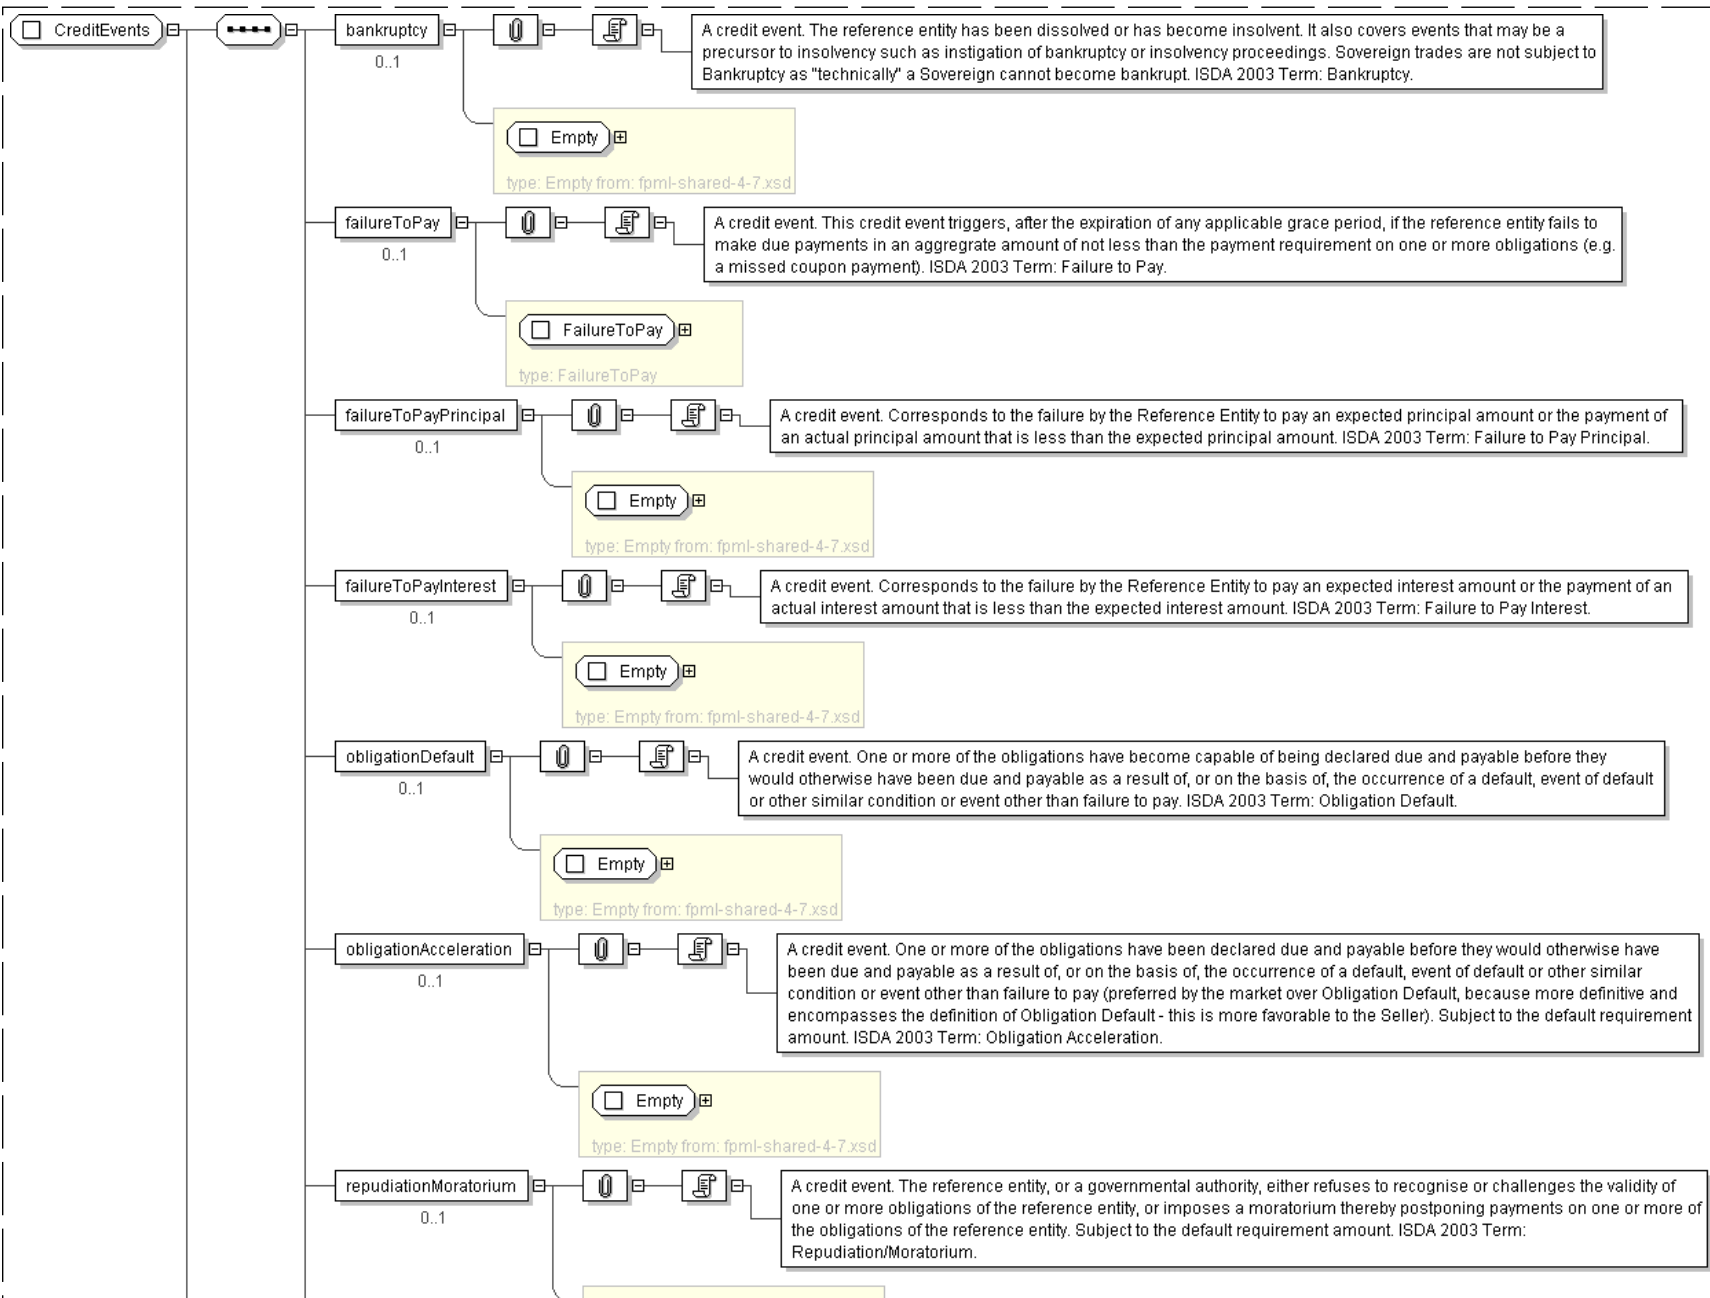 CreditEvents
bankruptcy
0..1
A credit event. The reference entity has been dissolved or has become insolvent. It also covers events that may be a
precursor to insolvency such as instigation of bankruptcy or insolvency proceedings. Sovereign trades are not subject to
Bankruptcy as "technically" a Sovereign cannot become bankrupt. ISDA 2003 Term: Bankruptcy.
Empty
type: Empty from: fpml-shared-4-7.xsd
failureToPay
0..1
A credit event. This credit event triggers, after the expiration of any applicable grace period, if the reference entity fails to
make due payments in an aggregrate amount of not less than the payment requirement on one or more obligations (e.g.
a missed coupon payment). ISDA 2003 Term: Failure to Pay.
FailureToPay
type: FailureToPay
failureToPayPrincipal
0..1
A credit event. Corresponds to the failure by the Reference Entity to pay an expected principal amount or the payment of
an actual principal amount that is less than the expected principal amount. ISDA 2003 Term: Failure to Pay Principal.
Empty
type: Empty from: fpml-shared-4-7.xsd
failureToPayInterest
0..1
A credit event. Corresponds to the failure by the Reference Entity to pay an expected interest amount or the payment of an
actual interest amount that is less than the expected interest amount. ISDA 2003 Term: Failure to Pay Interest.
Empty
type: Empty from: fpml-shared-4-7.xsd
obligationDefault
0..1
A credit event. One or more of the obligations have become capable of being declared due and payable before they
would otherwise have been due and payable as a result of, or on the basis of, the occurrence of a default, event of default
or other similar condition or event other than failure to pay. ISDA 2003 Term: Obligation Default.
Empty
type: Empty from: fpml-shared-4-7.xsd
obligationAcceleration
0..1
A credit event. One or more of the obligations have been declared due and payable before they would otherwise have
been due and payable as a result of, or on the basis of, the occurrence of a default, event of default or other similar
condition or event other than failure to pay (preferred by the market over Obligation Default, because more definitive and
encompasses the definition of Obligation Default - this is more favorable to the Seller). Subject to the default requirement
amount. ISDA 2003 Term: Obligation Acceleration.
Empty
type: Empty from: fpml-shared-4-7.xsd
repudiationMoratorium
0..1
A credit event. The reference entity, or a governmental authority, either refuses to recognise or challenges the validity of
one or more obligations of the reference entity, or imposes a moratorium thereby postponing payments on one or more of
the obligations of the reference entity. Subject to the default requirement amount. ISDA 2003 Term:
Repudiation/Moratorium.